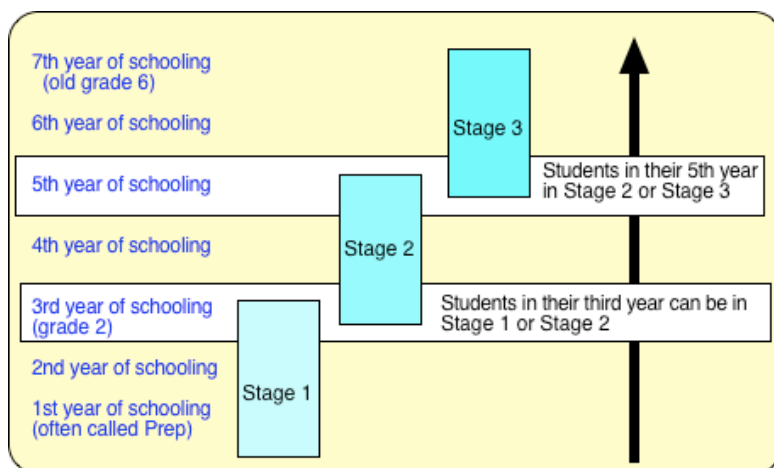 7th year of schooling
(old grade 6)
6th year of schooling
Stage 3
5th year of schooling
Students in their 5th year
in Stage 2 or Stage 3
4th year of schooling
Stage 2
3rd year of schooling
(grade 2)
Students in their third year can be in
Stage 1 or Stage 2
2nd year of schooling
Stage 1
1st year of schooling
(often called Prep)